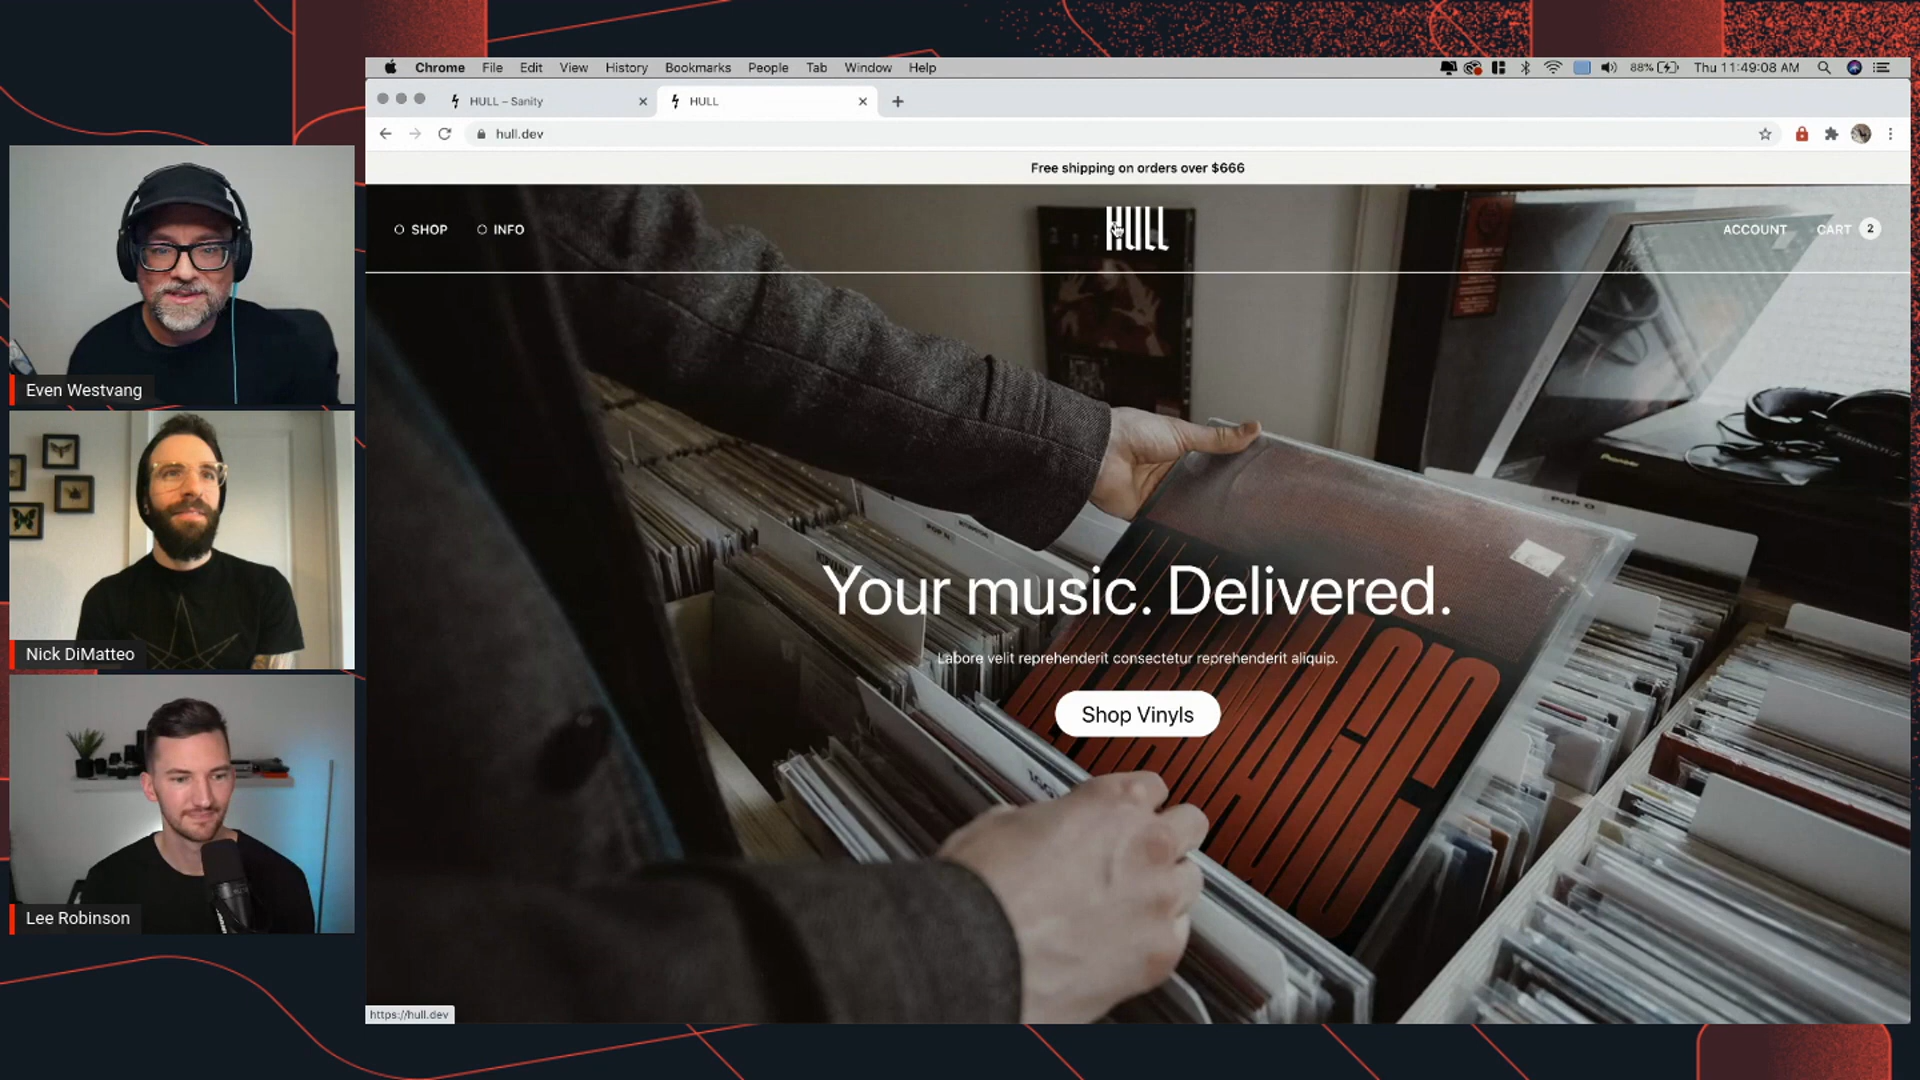 Chrome File Edit View History Bookmarks People Tab Window Help
88% Thu 11:49:08 AM
HULL – Sanity
HULL
hull.dev
Free shipping on orders over $666
SHOP INFO
HULL
ACCOUNT CART 2
Your music. Delivered.
Labore velit reprehenderit consectetur reprehenderit aliquip.
Shop Vinyls
https://hull.dev
Even Westvang
Nick DiMatteo
Lee Robinson
POP O
Pioneer